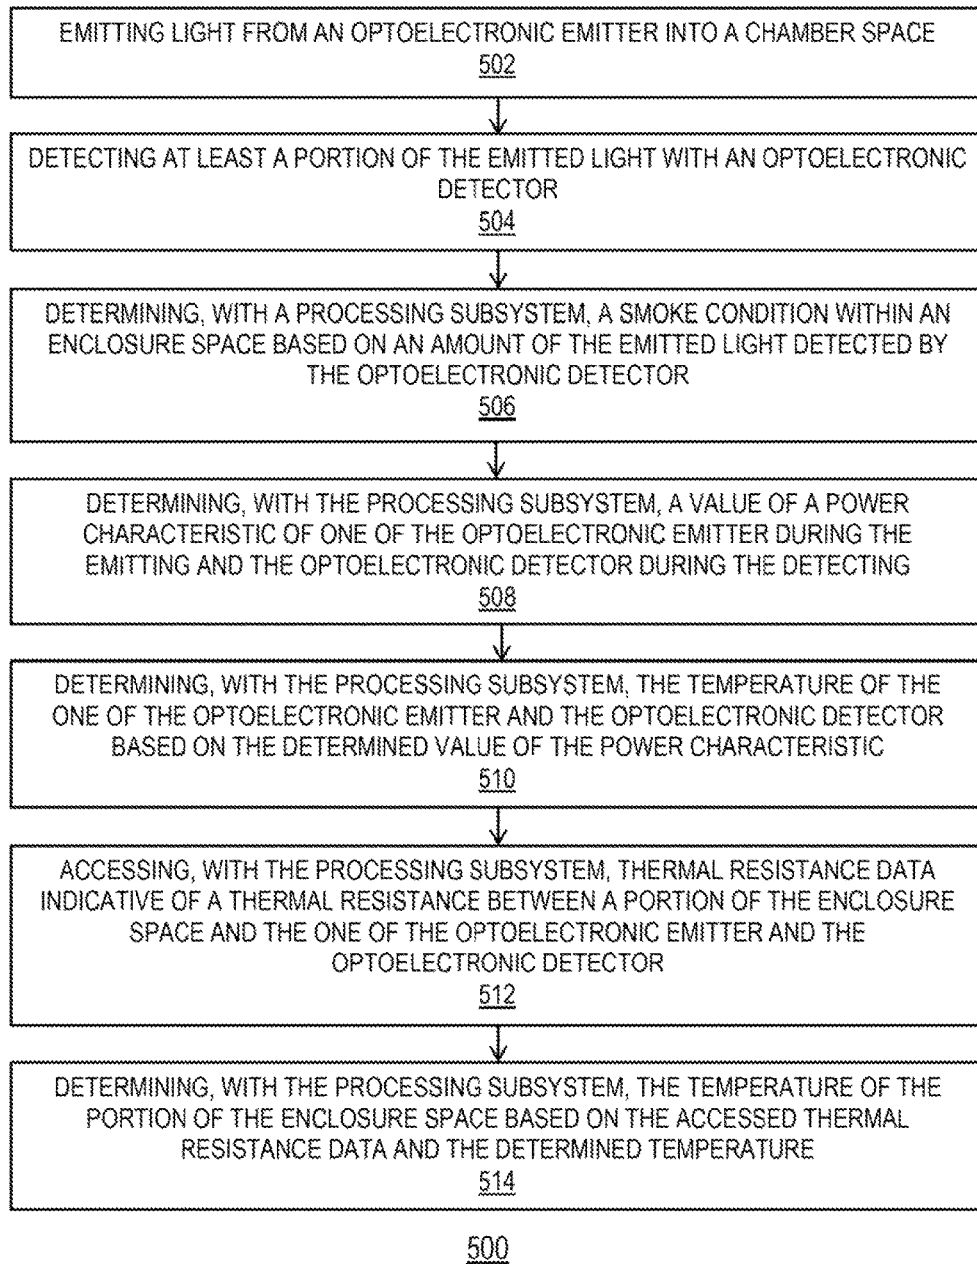 EMITTING LIGHT FROM AN OPTOELECTRONIC EMITTER INTO A CHAMBER SPACE
502
DETECTING AT LEAST A PORTION OF THE EMITTED LIGHT WITH AN OPTOELECTRONIC
DETECTOR
504
DETERMINING, WITH A PROCESSING SUBSYSTEM, A SMOKE CONDITION WITHIN AN
ENCLOSURE SPACE BASED ON AN AMOUNT OF THE EMITTED LIGHT DETECTED BY
THE OPTOELECTRONIC DETECTOR
506
DETERMINING, WITH THE PROCESSING SUBSYSTEM, A VALUE OF A POWER
CHARACTERISTIC OF ONE OF THE OPTOELECTRONIC EMITTER DURING THE
EMITTING AND THE OPTOELECTRONIC DETECTOR DURING THE DETECTING
508
DETERMINING, WITH THE PROCESSING SUBSYSTEM, THE TEMPERATURE OF THE
ONE OF THE OPTOELECTRONIC EMITTER AND THE OPTOELECTRONIC DETECTOR
BASED ON THE DETERMINED VALUE OF THE POWER CHARACTERISTIC
510
ACCESSING, WITH THE PROCESSING SUBSYSTEM, THERMAL RESISTANCE DATA
INDICATIVE OF A THERMAL RESISTANCE BETWEEN A PORTION OF THE ENCLOSURE
SPACE AND THE ONE OF THE OPTOELECTRONIC EMITTER AND THE
OPTOELECTRONIC DETECTOR
512
DETERMINING, WITH THE PROCESSING SUBSYSTEM, THE TEMPERATURE OF THE
PORTION OF THE ENCLOSURE SPACE BASED ON THE ACCESSED THERMAL
RESISTANCE DATA AND THE DETERMINED TEMPERATURE
514
500